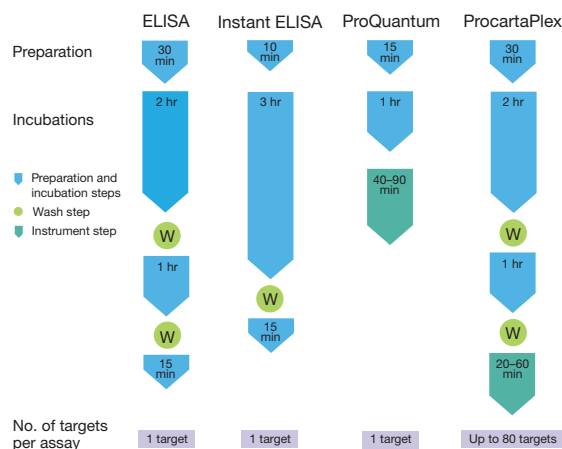 ELISA Instant ELISA ProQuantum ProcartaPlex
Preparation
30
min
10
min
15
min
30
min
Incubations
2 hr
3 hr
1 hr
2 hr
Preparation and
incubation steps
Wash step
Instrument step
40–90
min
W
W
1 hr
1 hr
W
W
W
15
min
15
min
20–60
min
No. of targets
per assay
1 target
1 target
1 target
Up to 80 targets